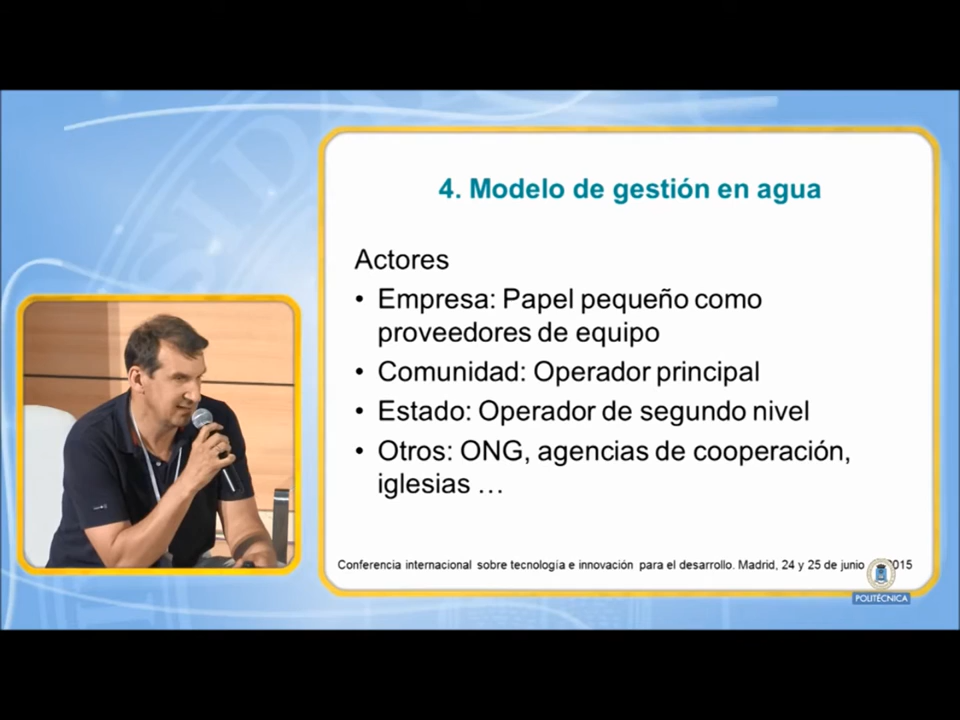 4. Modelo de gestión en agua
Actores
• Empresa: Papel pequeño como
proveedores de equipo
• Comunidad: Operador principal
• Estado: Operador de segundo nivel
• Otros: ONG, agencias de cooperación,
iglesias …
Conferencia internacional sobre tecnología e innovación para el desarrollo. Madrid, 24 y 25 de junio 2015
POLITÉCNICA